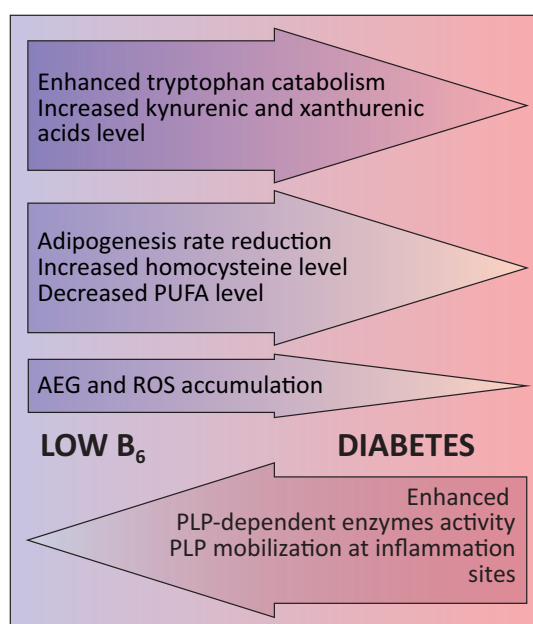 Enhanced tryptophan catabolism
Increased kynurenic and xanthurenic
acids level
Adipogenesis rate reduction
Increased homocysteine level
Decreased PUFA level
AEG and ROS accumulation
LOW B₆ DIABETES
Enhanced
PLP-dependent enzymes activity
PLP mobilization at inflammation
sites